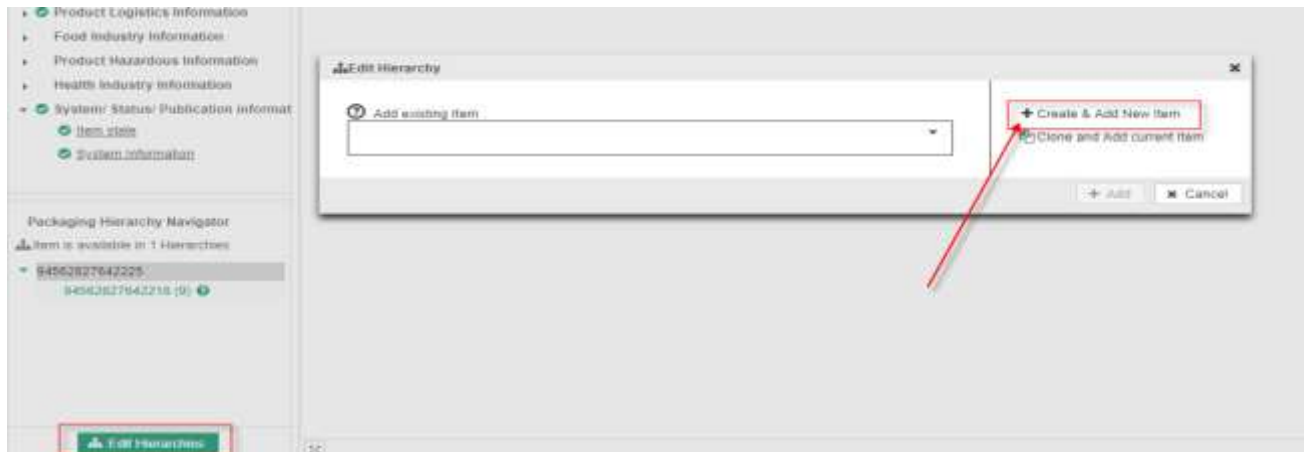 Product Logistics Information
Food Industry Information
Product Hazardous Information
Health Industry Information
System/ Status/ Publication Informat
Item state
System Information
Packaging Hierarchy Navigator
Item is available in 1 Hierarchies
94562827642225
94562827642218 (9)
Edit Hierarchies
Edit Hierarchy
Add existing Item
+ Create & Add New Item
Clone and Add current Item
+ Add
Cancel